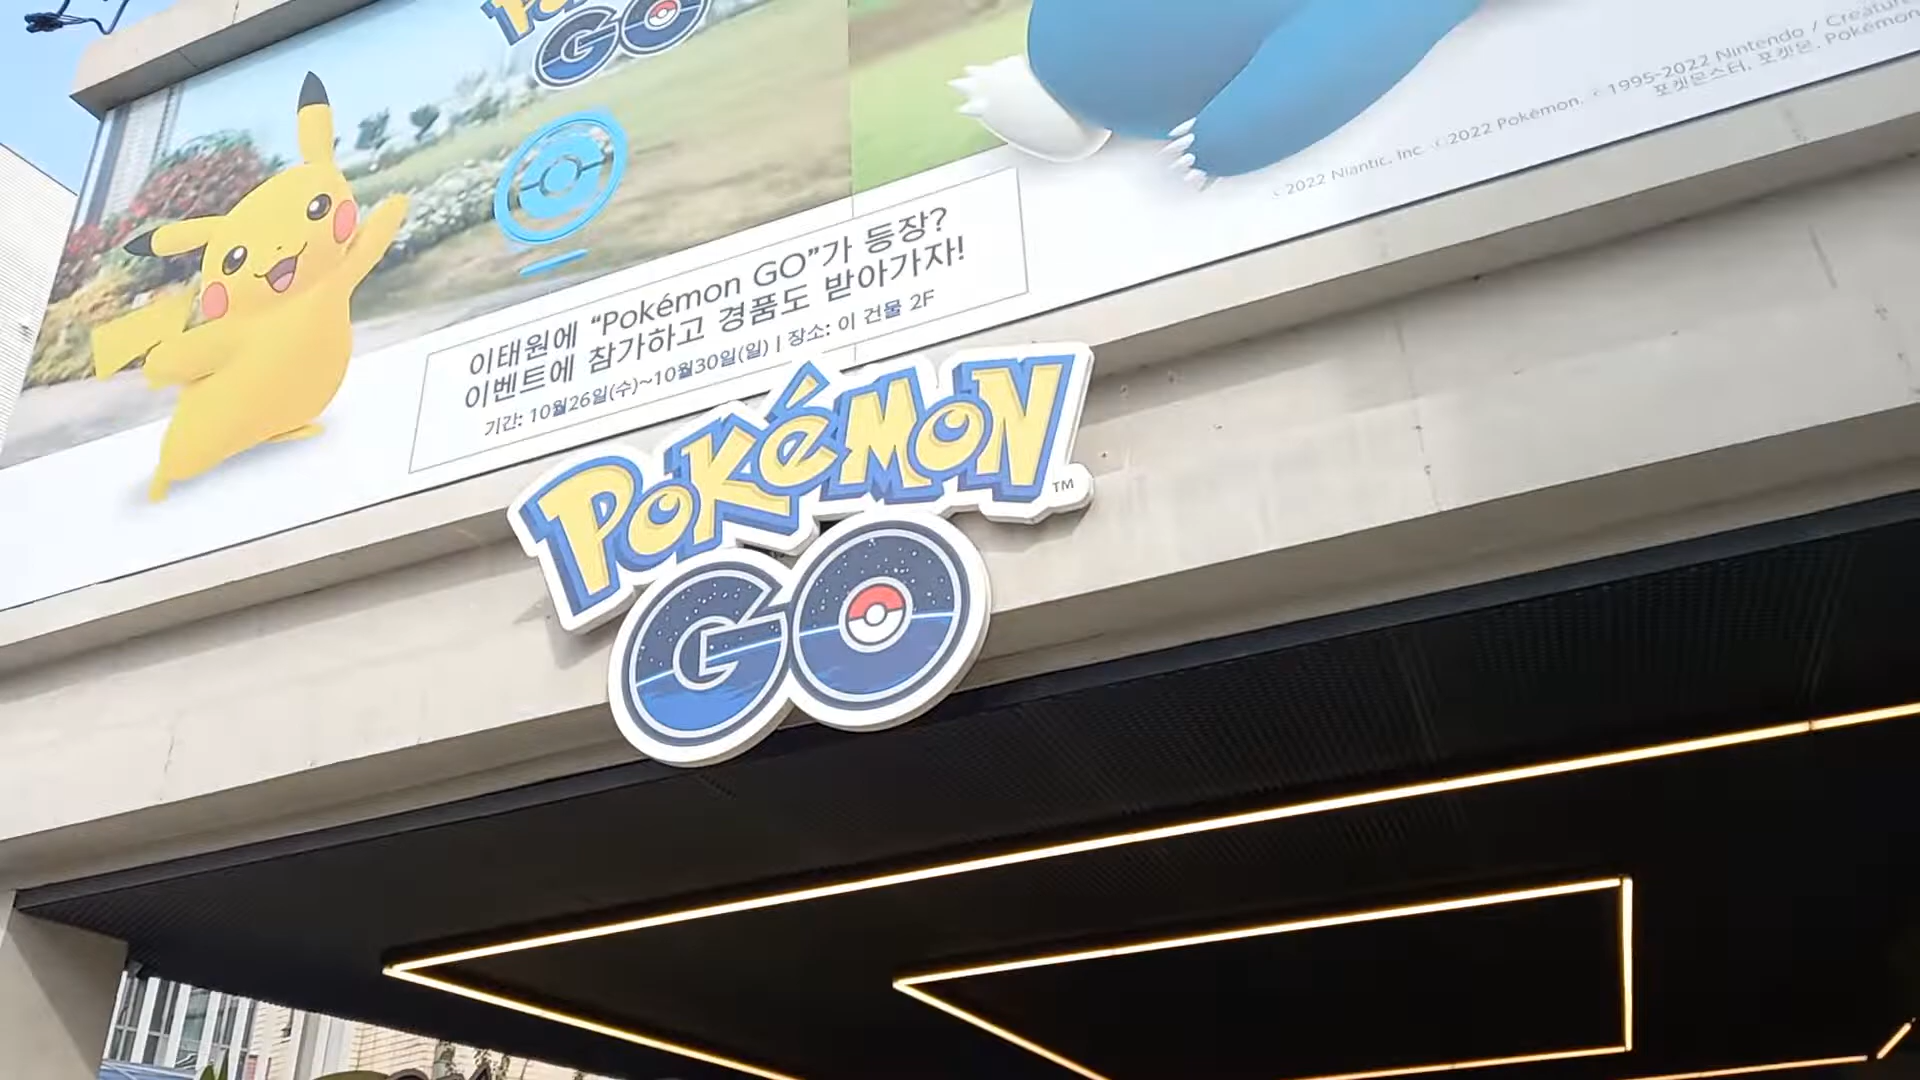 Pokémon GO
© 1995-2022 Nintendo / Creature
포켓몬스터, 포켓몬, Pokémon
© 2022 Niantic, Inc. ©2022 Pokémon.
이태원에 “Pokémon GO”가 등장?
이벤트에 참가하고 경품도 받아가자!
기간: 10월26일(수)~10월30일(일) | 장소: 이 건물 2F
POKéMON
TM
GO